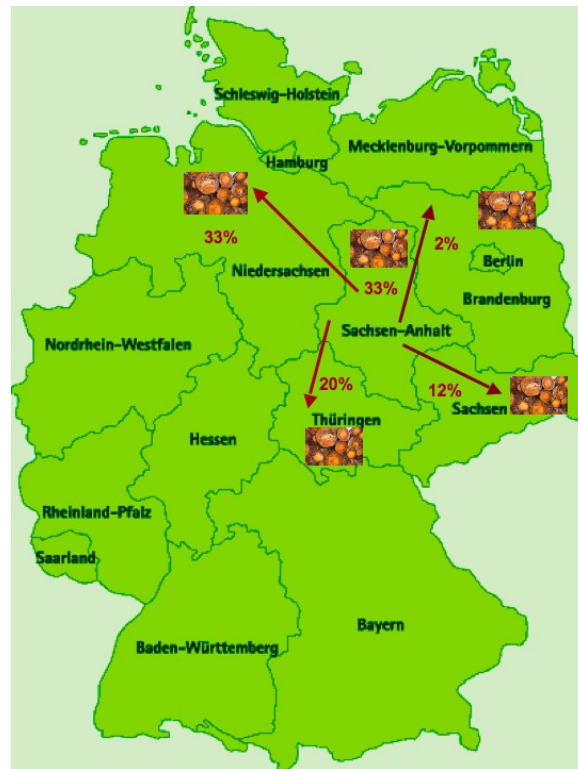 Schleswig-Holstein
Mecklenburg-Vorpommern
Hamburg
33%
2%
Berlin
Niedersachsen
33%
Brandenburg
Sachsen-Anhalt
Nordrhein-Westfalen
20%
12%
Sachsen
Thüringen
Hessen
Rheinland-Pfalz
Saarland
Bayern
Baden-Württemberg